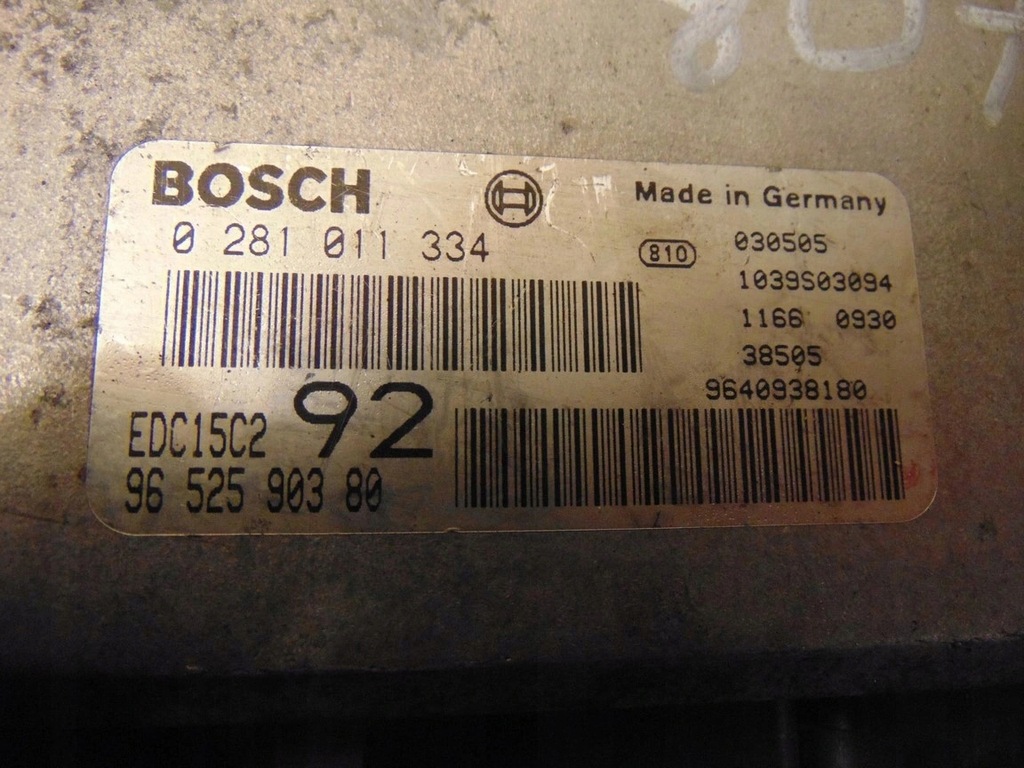 807
BOSCH
Made in Germany
0 281 011 334
810
030505
1039S03094
1166 0930
38505
9640938180
EDC15C2 92
96 525 903 80